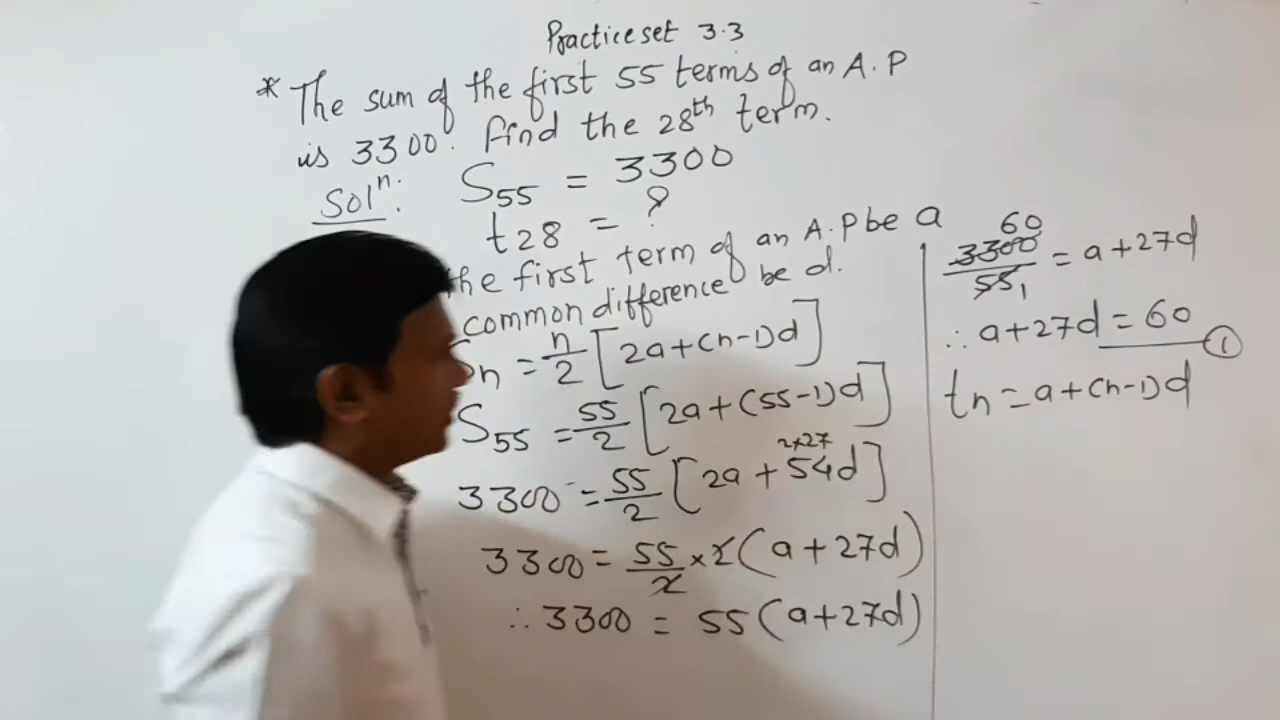 Practice set 3.3
* The sum of the first 55 terms of an A.P
is 3300. find the 28th term.
Solⁿ: S55 = 3300
t28 = ?
the first term of an A.P be a
common difference be d.
Sn = n/2 [2a+(n-1)d]
S55 = 55/2 [2a+(55-1)d]
2×27
3300 = 55/2 [2a + 54d]
3300 = 55/2 × 2 (a + 27d)
∴ 3300 = 55 (a+27d)
60
3300/55 1 = a+27d
∴ a+27d = 60 ①
tn = a+(n-1)d